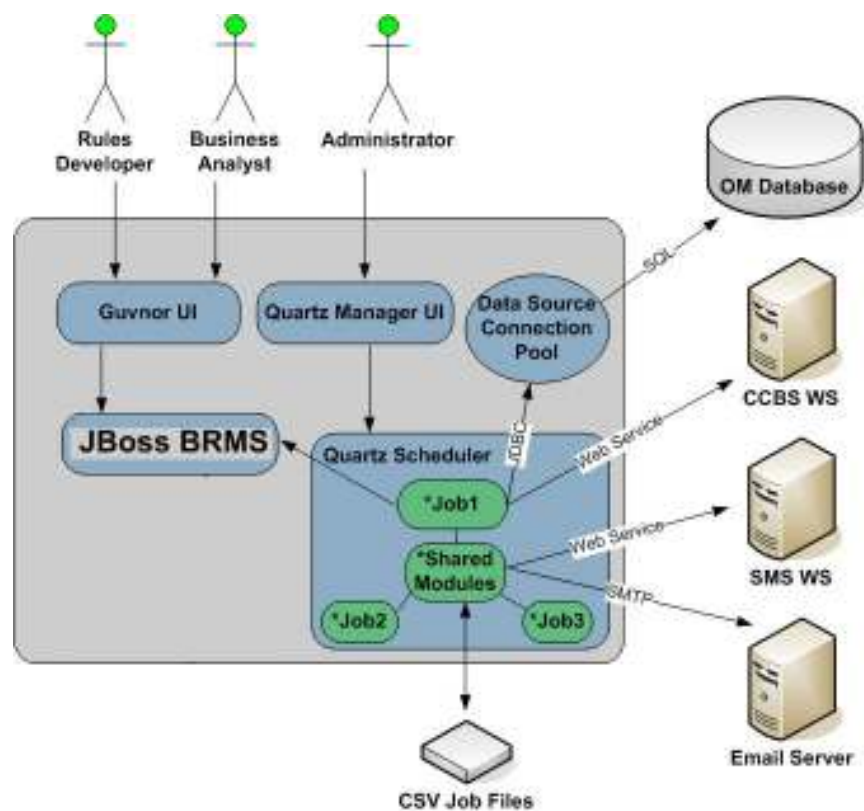 Rules
Developer
Business
Analyst
Administrator
OM Database
SQL
Guvnor UI
Quartz Manager UI
Data Source
Connection
Pool
CCBS WS
JBoss BRMS
Quartz Scheduler
JDBC
Web Service
*Job1
*Shared
Modules
Web Service
SMS WS
SMTP
*Job2
*Job3
Email Server
CSV Job Files